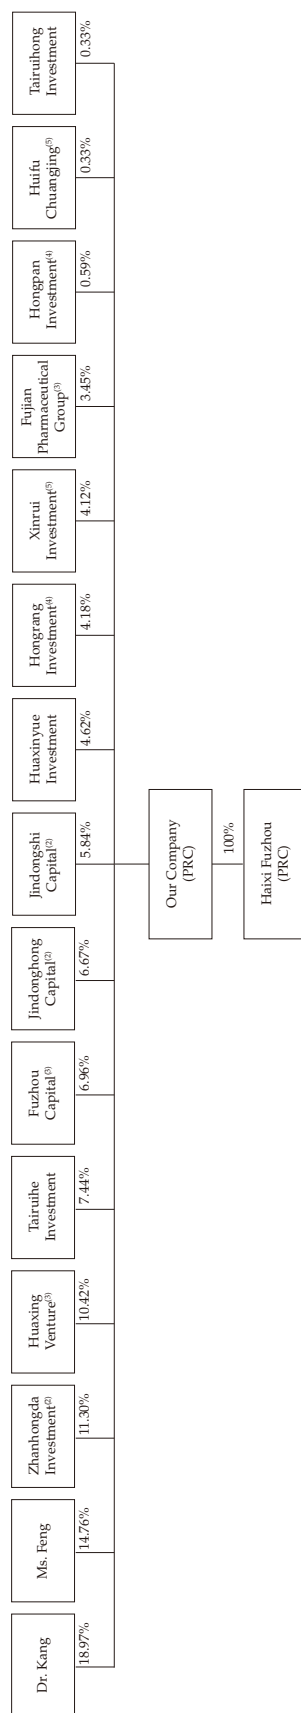 Dr. Kang
18.97%
Ms. Feng
14.76%
Zhanhongda
Investment(2)
11.30%
Huaxing
Venture(3)
10.42%
Tairuihe
Investment
7.44%
Fuzhou
Capital(3)
6.96%
Jindonghong
Capital(2)
6.67%
Jindongshi
Capital(2)
5.84%
Huaxinyue
Investment
4.62%
Hongrang
Investment(4)
4.18%
Xinrui
Investment(5)
4.12%
Fujian
Pharmaceutical
Group(3)
3.45%
Hongpan
Investment(4)
0.59%
Huifu
Chuangjing(5)
0.33%
Tairuihong
Investment
0.33%
Our Company
(PRC)
100%
Haixi Fuzhou
(PRC)